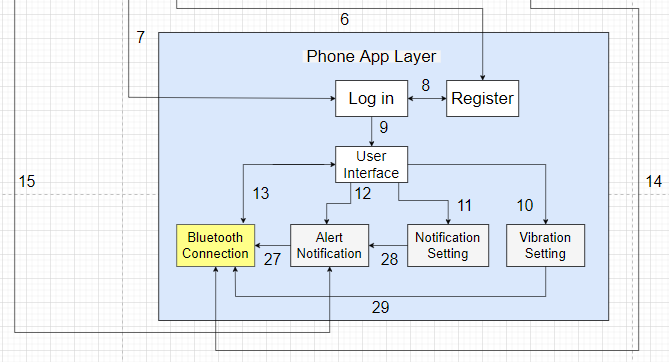 6
7
Phone App Layer
Log in
8
Register
9
User
Interface
15
14
13
12
11
10
Bluetooth
Connection
27
Alert
Notification
28
Notification
Setting
Vibration
Setting
29